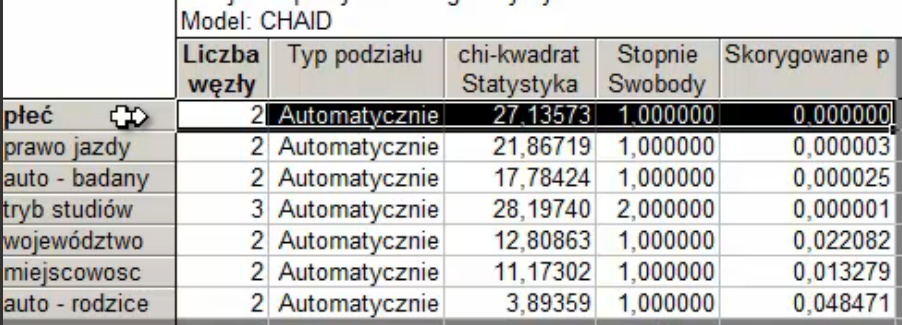 Model: CHAID
Liczba węzły Typ podziału chi-kwadrat Statystyka Stopnie Swobody Skorygowane p
płeć 2 Automatycznie 27,13573 1,000000 0,000000
prawo jazdy 2 Automatycznie 21,86719 1,000000 0,000003
auto - badany 2 Automatycznie 17,78424 1,000000 0,000025
tryb studiów 3 Automatycznie 28,19740 2,000000 0,000001
województwo 2 Automatycznie 12,80863 1,000000 0,022082
miejscowosc 2 Automatycznie 11,17302 1,000000 0,013279
auto - rodzice 2 Automatycznie 3,89359 1,000000 0,048471